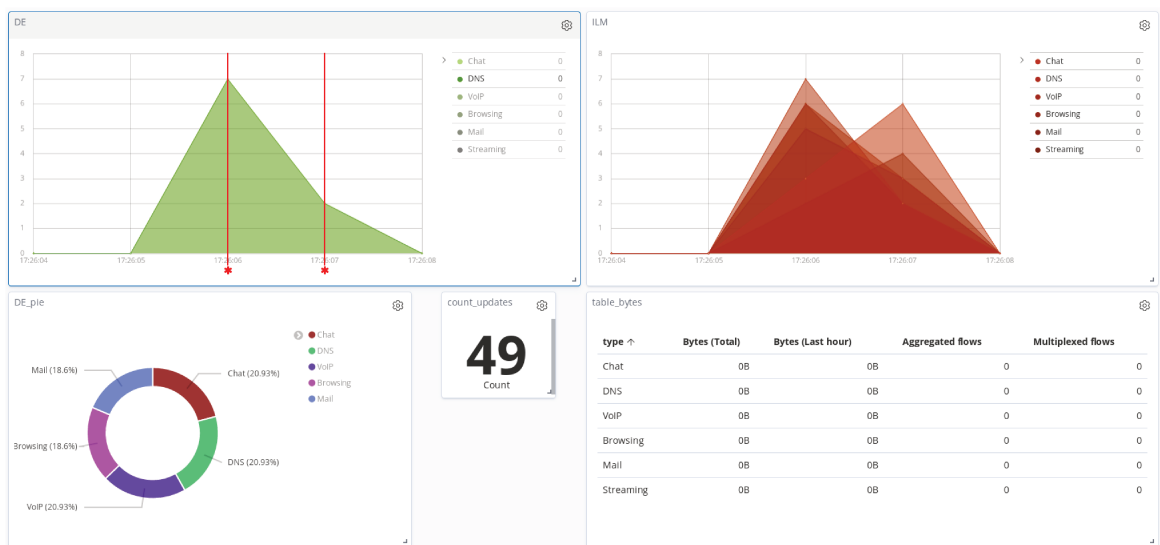 DE
8
7
6
5
4
3
2
1
0
17:26:04 17:26:05 17:26:06 17:26:07 17:26:08
Chat 0
DNS 0
VoIP 0
Browsing 0
Mail 0
Streaming 0
ILM
8
7
6
5
4
3
2
1
0
17:26:04 17:26:05 17:26:06 17:26:07 17:26:08
Chat 0
DNS 0
VoIP 0
Browsing 0
Mail 0
Streaming 0
DE_pie
Chat
DNS
VoIP
Browsing
Mail
Mail (18.6%)
Chat (20.93%)
Browsing (18.6%)
DNS (20.93%)
VoIP (20.93%)
count_updates
49
Count
table_bytes
type Bytes (Total) Bytes (Last hour) Aggregated flows Multiplexed flows
Chat 0B 0B 0 0
DNS 0B 0B 0 0
VoIP 0B 0B 0 0
Browsing 0B 0B 0 0
Mail 0B 0B 0 0
Streaming 0B 0B 0 0